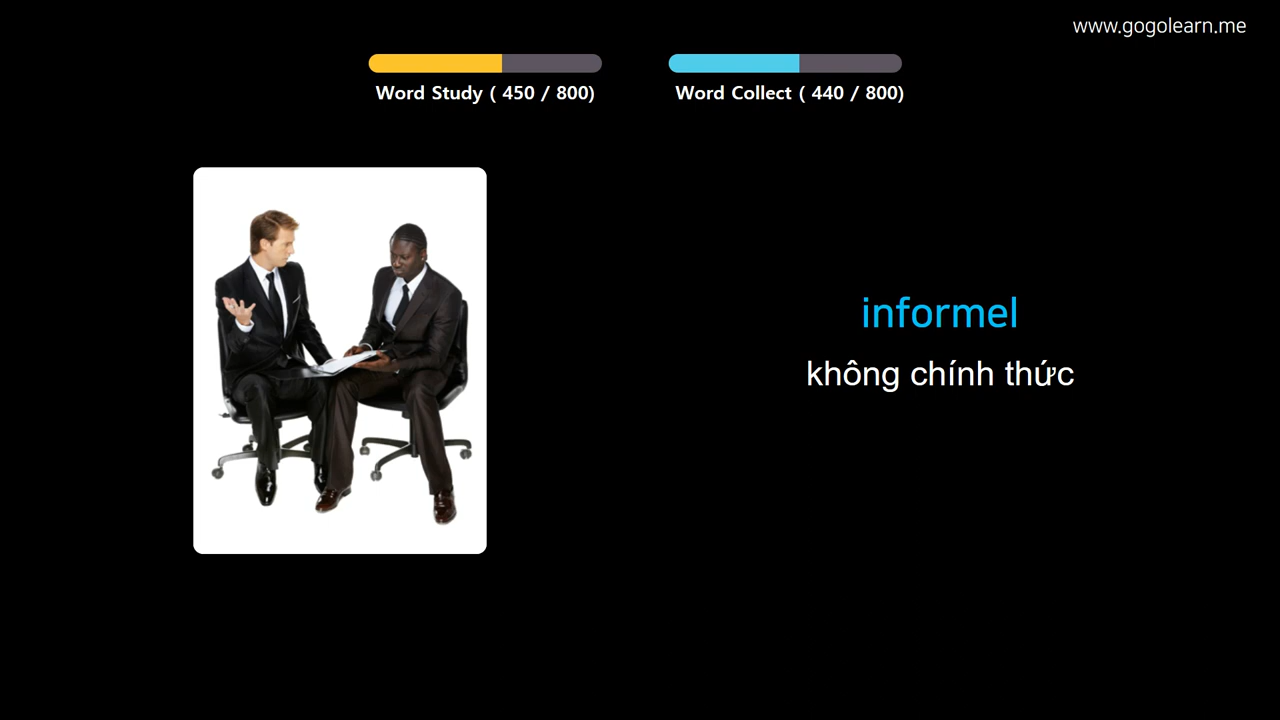 www.gogolearn.me
Word Study ( 450 / 800)
Word Collect ( 440 / 800)
informel
không chính thức